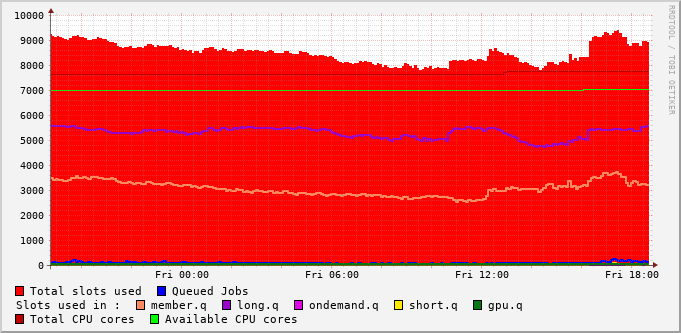 10000
9000
8000
7000
6000
5000
4000
3000
2000
1000
0
Fri 00:00 Fri 06:00 Fri 12:00 Fri 18:00
Total slots used Queued Jobs
Slots used in : member.q long.q ondemand.q short.q gpu.q
Total CPU cores Available CPU cores
RRDTOOL / TOBI OETIKER